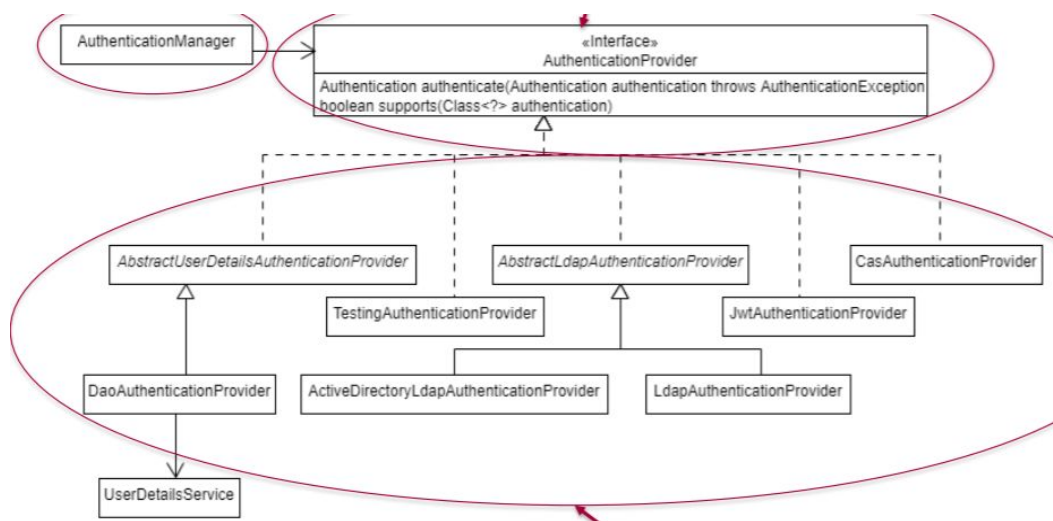 AuthenticationManager
«Interface»
AuthenticationProvider
Authentication authenticate(Authentication authentication throws AuthenticationException
boolean supports(Class<?> authentication)
AbstractUserDetailsAuthenticationProvider
AbstractLdapAuthenticationProvider
CasAuthenticationProvider
TestingAuthenticationProvider
JwtAuthenticationProvider
DaoAuthenticationProvider
ActiveDirectoryLdapAuthenticationProvider
LdapAuthenticationProvider
UserDetailsService